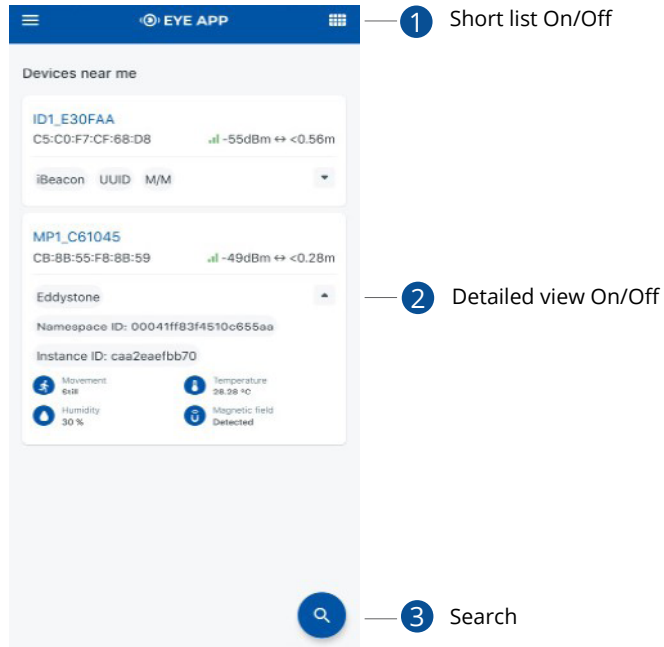 EYE APP
1 Short list On/Off
Devices near me
ID1_E30FAA
C5:C0:F7:CF:68:D8 -55dBm ↔ <0.56m
iBeacon UUID M/M
MP1_C61045
CB:8B:55:F8:8B:59 -49dBm ↔ <0.28m
Eddystone
2 Detailed view On/Off
Namespace ID: 00041ff83f4510c655aa
Instance ID: caa2eaefbb70
Movement Temperature
Still 28.28 ºC
Humidity Magnetic field
30 % Detected
3 Search